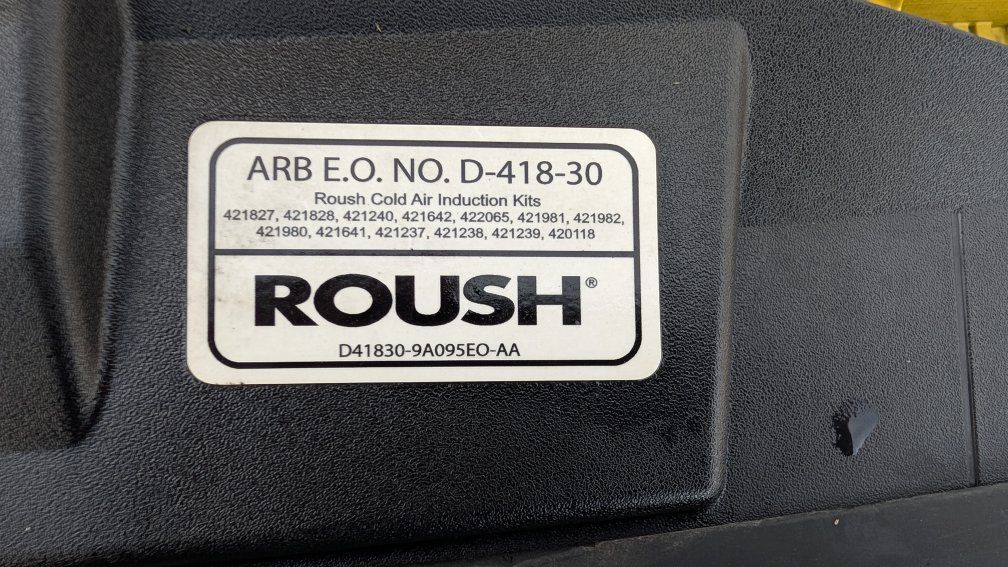 ARB E.O. NO. D-418-30
Roush Cold Air Induction Kits
421827, 421828, 421240, 421642, 422065, 421981, 421982,
421980, 421641, 421237, 421238, 421239, 420118
ROUSH®
D41830-9A095EO-AA